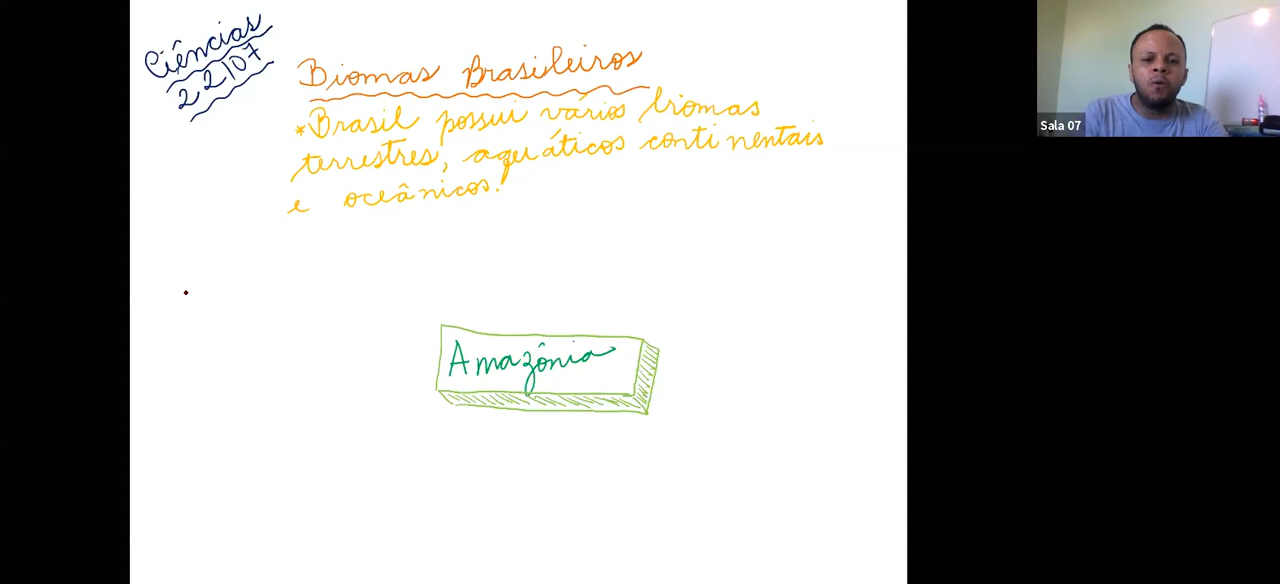 Ciências
22/07
Biomas Brasileiros
*Brasil possui vários biomas
terrestres, aquáticos continentais
e oceânicos.
Amazônia
Sala 07